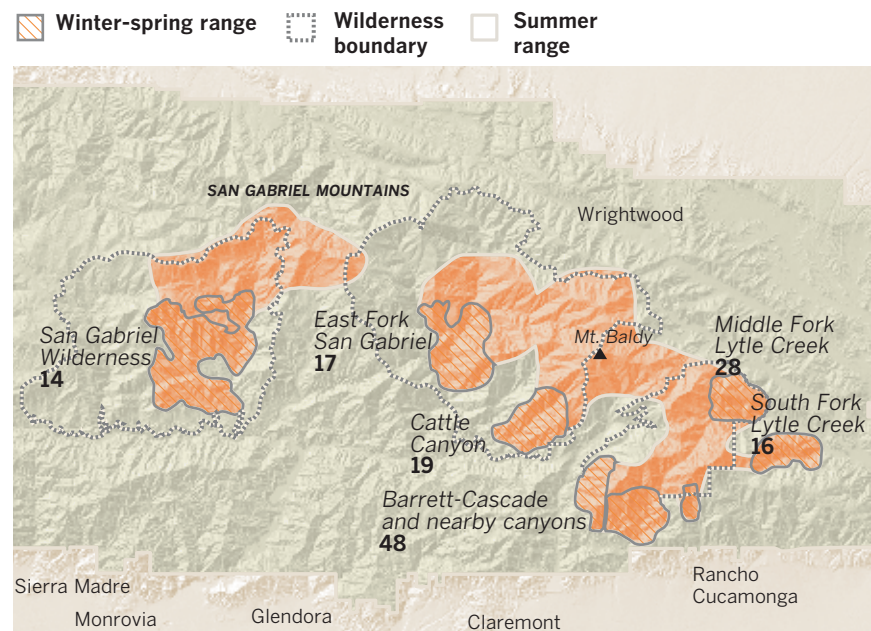 Winter-spring range
Wilderness
boundary
Summer
range
SAN GABRIEL MOUNTAINS
Wrightwood
San Gabriel
Wilderness
14
East Fork
San Gabriel
17
Mt. Baldy
Middle Fork
Lytle Creek
28
South Fork
Lytle Creek
16
Cattle
Canyon
19
Barrett-Cascade
and nearby canyons
48
Sierra Madre
Monrovia
Glendora
Claremont
Rancho
Cucamonga